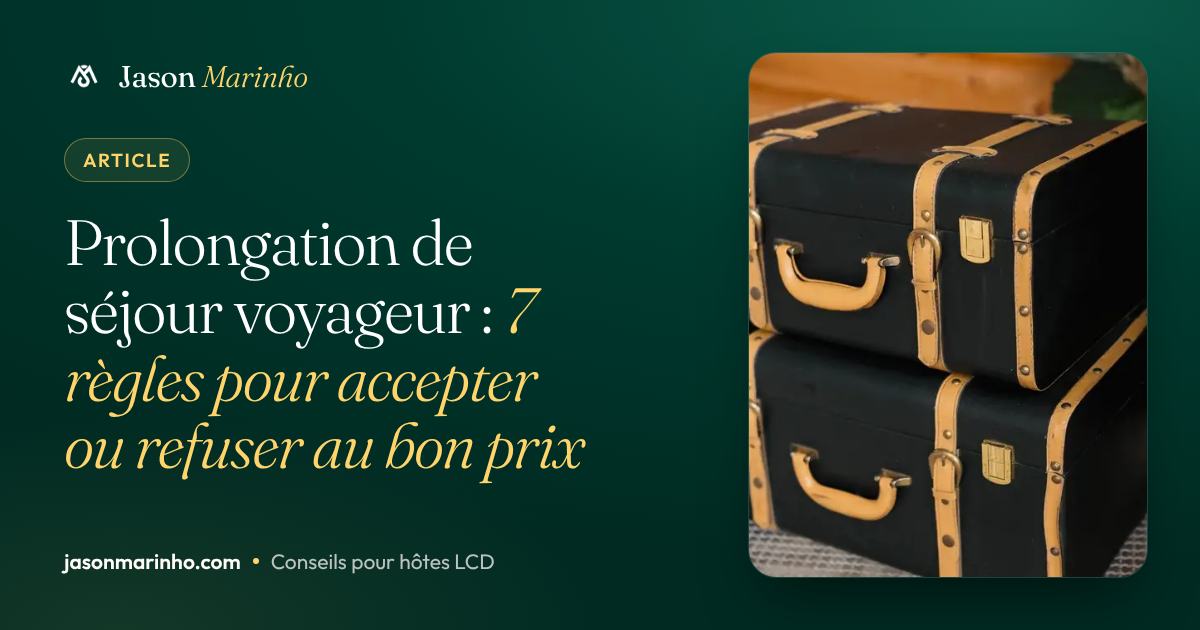 Jason Marinho
ARTICLE
Prolongation de
séjour voyageur : 7
règles pour accepter
ou refuser au bon prix
jasonmarinho.com • Conseils pour hôtes LCD